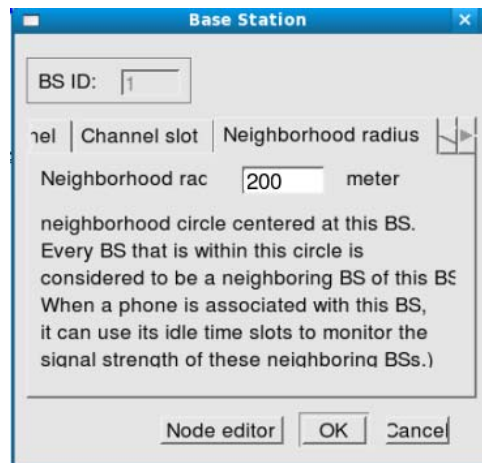 Base Station
BS ID: 1
nel Channel slot Neighborhood radius
Neighborhood rac 200 meter
neighborhood circle centered at this BS.
Every BS that is within this circle is
considered to be a neighboring BS of this BS
When a phone is associated with this BS,
it can use its idle time slots to monitor the
signal strength of these neighboring BSs.)
Node editor OK Cancel